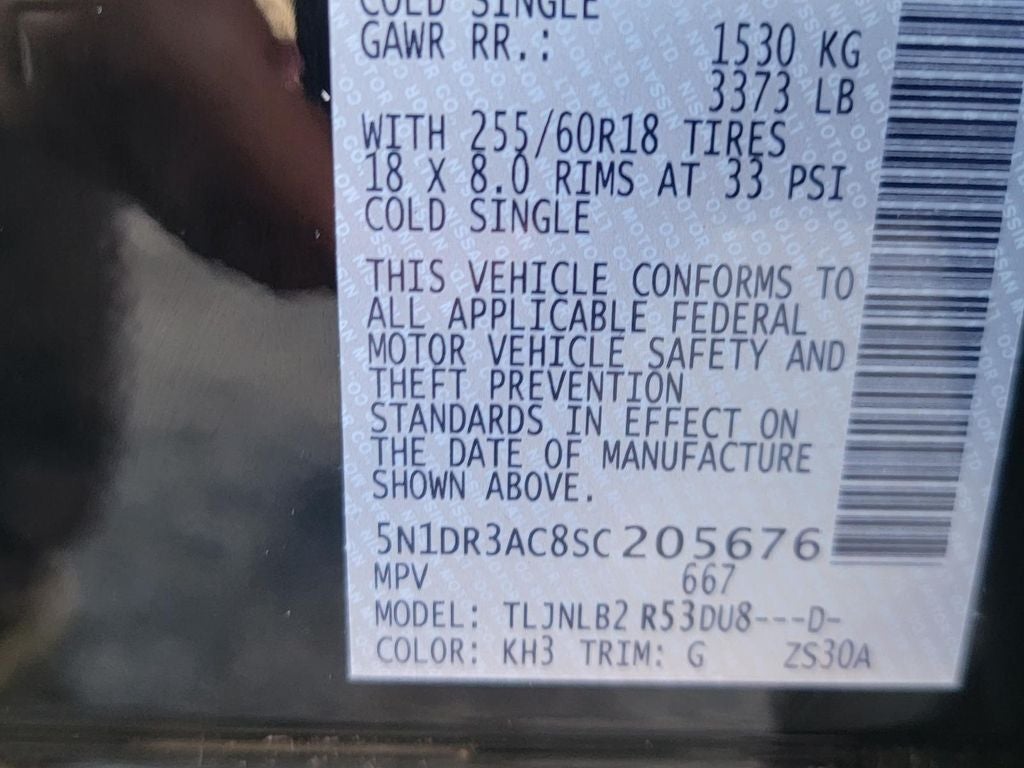 COLD SINGLE
GAWR RR.: 1530 KG
3373 LB
WITH 255/60R18 TIRES
18 X 8.0 RIMS AT 33 PSI
COLD SINGLE
THIS VEHICLE CONFORMS TO
ALL APPLICABLE FEDERAL
MOTOR VEHICLE SAFETY AND
THEFT PREVENTION
STANDARDS IN EFFECT ON
THE DATE OF MANUFACTURE
SHOWN ABOVE.
5N1DR3AC8SC205676
MPV 667
MODEL: TLJNLB2 R53DU8---D-
COLOR: KH3 TRIM: G ZS30A